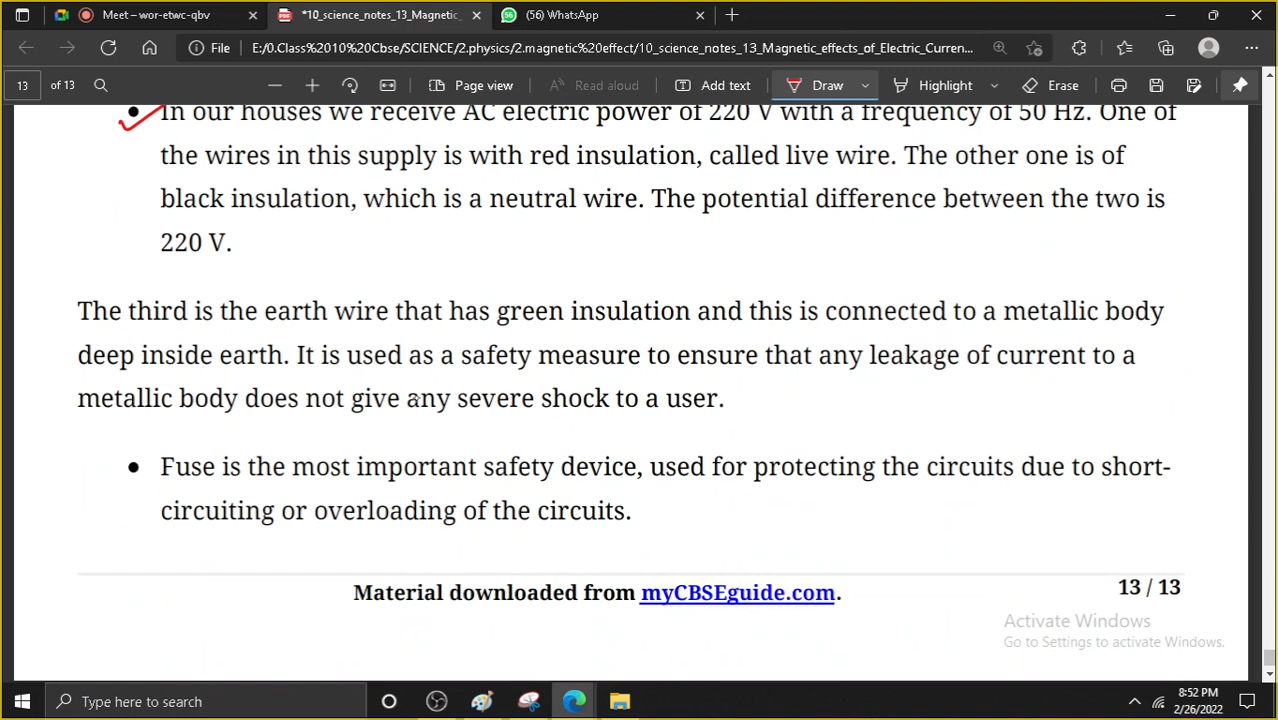 Meet – wor-etwc-qbv
*10_science_notes_13_Magnetic_
(56) WhatsApp
File
E:/0.Class%2010%20Cbse/SCIENCE/2.physics/2.magnetic%20effect/10_science_notes_13_Magnetic_effects_of_Electric_Curren...
13 of 13
Page view
Read aloud
Add text
Draw
Highlight
Erase
• In our houses we receive AC electric power of 220 V with a frequency of 50 Hz. One of
the wires in this supply is with red insulation, called live wire. The other one is of
black insulation, which is a neutral wire. The potential difference between the two is
220 V.
The third is the earth wire that has green insulation and this is connected to a metallic body
deep inside earth. It is used as a safety measure to ensure that any leakage of current to a
metallic body does not give any severe shock to a user.
• Fuse is the most important safety device, used for protecting the circuits due to short-
circuiting or overloading of the circuits.
Material downloaded from myCBSEguide.com.
13 / 13
Activate Windows
Go to Settings to activate Windows.
Type here to search
8:52 PM
2/26/2022